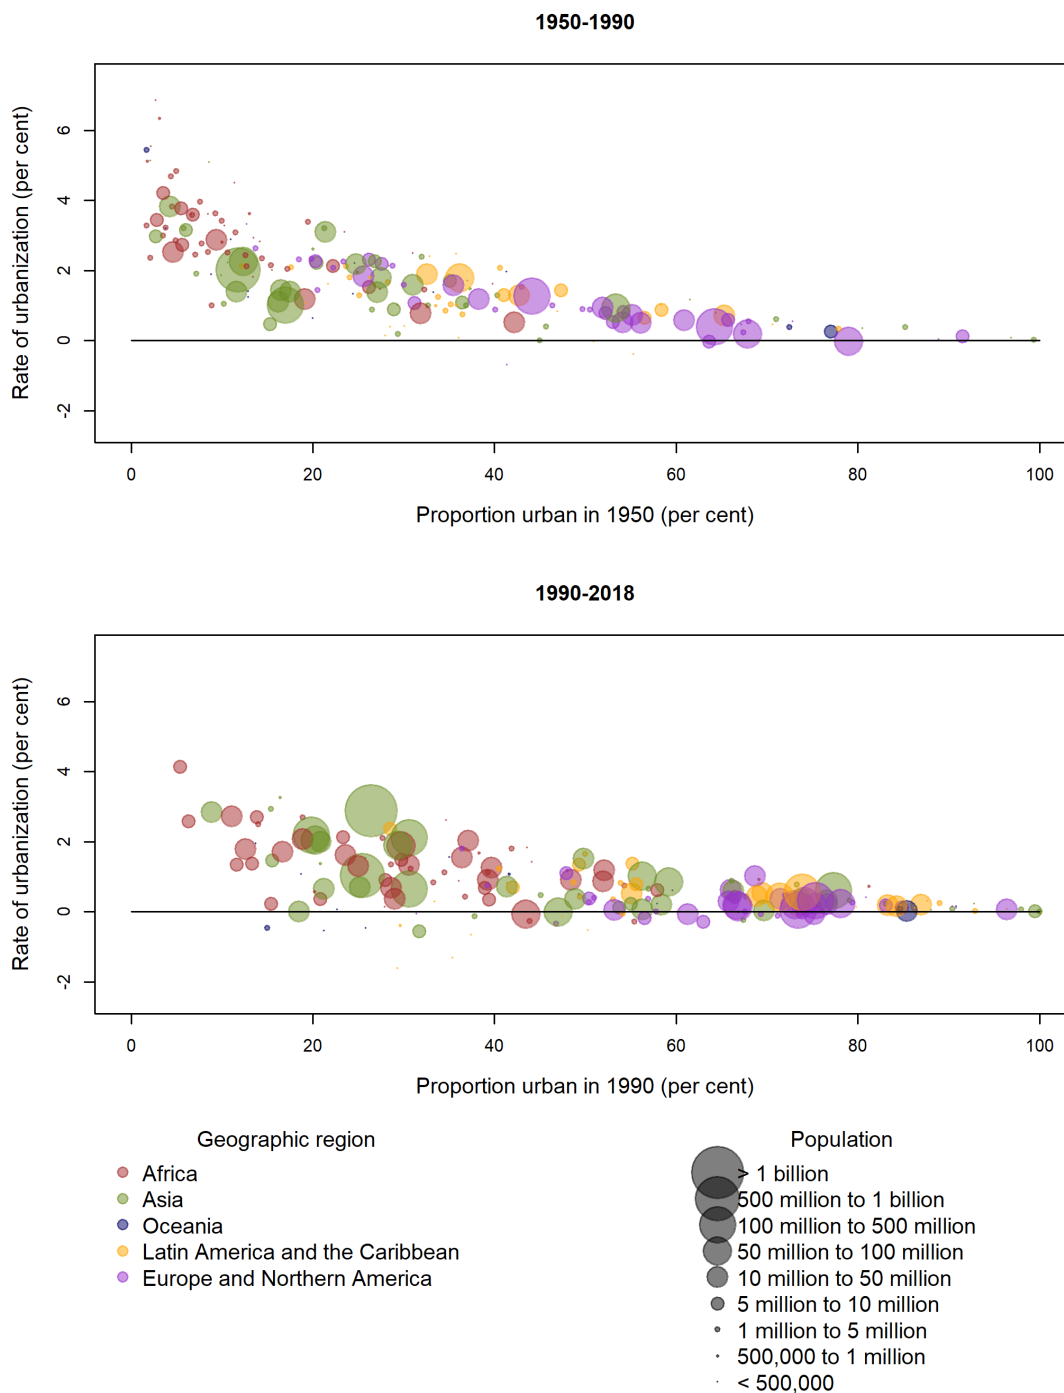 1950-1990
Rate of urbanization (per cent)
6
4
2
0
-2
0 20 40 60 80 100
Proportion urban in 1950 (per cent)
1990-2018
Rate of urbanization (per cent)
6
4
2
0
-2
0 20 40 60 80 100
Proportion urban in 1990 (per cent)
Geographic region
Africa
Asia
Oceania
Latin America and the Caribbean
Europe and Northern America
Population
> 1 billion
500 million to 1 billion
100 million to 500 million
50 million to 100 million
10 million to 50 million
5 million to 10 million
1 million to 5 million
500,000 to 1 million
< 500,000